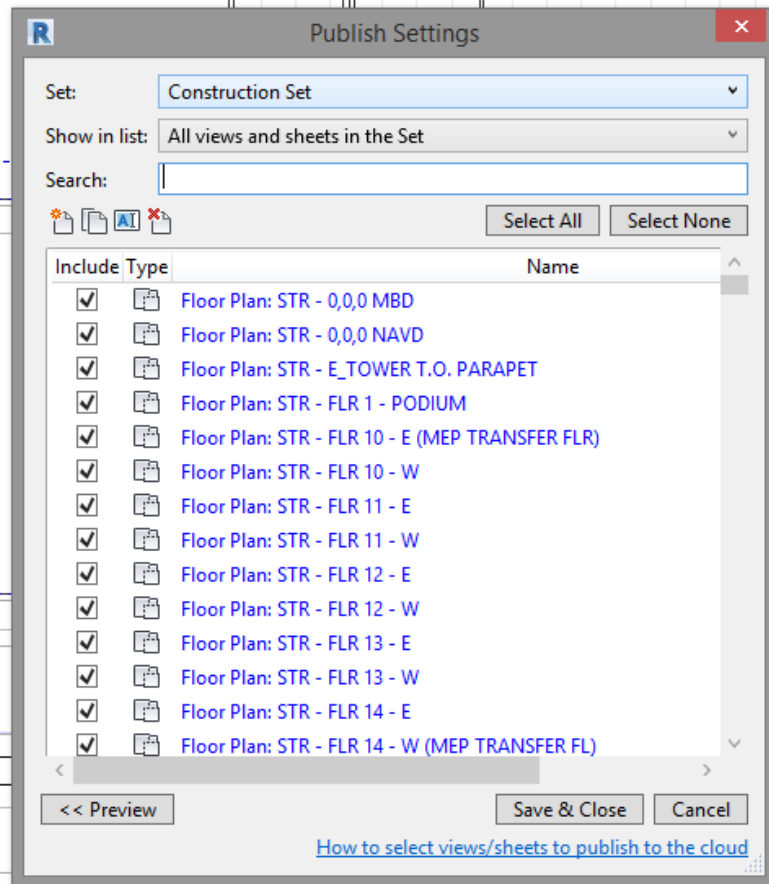 R Publish Settings
Set: Construction Set
Show in list: All views and sheets in the Set
Search:
AI Select All Select None
Include Type Name
Floor Plan: STR - 0,0,0 MBD
Floor Plan: STR - 0,0,0 NAVD
Floor Plan: STR - E_TOWER T.O. PARAPET
Floor Plan: STR - FLR 1 - PODIUM
Floor Plan: STR - FLR 10 - E (MEP TRANSFER FLR)
Floor Plan: STR - FLR 10 - W
Floor Plan: STR - FLR 11 - E
Floor Plan: STR - FLR 11 - W
Floor Plan: STR - FLR 12 - E
Floor Plan: STR - FLR 12 - W
Floor Plan: STR - FLR 13 - E
Floor Plan: STR - FLR 13 - W
Floor Plan: STR - FLR 14 - E
Floor Plan: STR - FLR 14 - W (MEP TRANSFER FL)
<< Preview Save & Close Cancel
How to select views/sheets to publish to the cloud